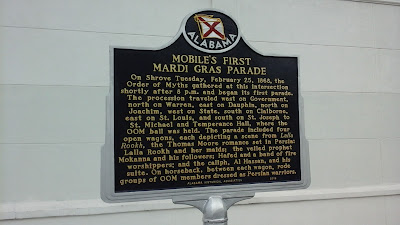 ALABAMA
MOBILE'S FIRST
MARDI GRAS PARADE
On Shrove Tuesday, February 25, 1868, the
Order of Myths gathered at this intersection
shortly after 6 p.m. and began its first parade.
The procession traveled west on Government,
north on Warren, east on Dauphin, north on
Joachim, west on State, south on Claiborne,
east on St. Louis, and south on St. Joseph to
St. Michael and Temperance Hall, where the
OOM ball was held. The parade included four
open wagons, each depicting a scene from Lalla
Rookh, the Thomas Moore romance set in Persia:
Lalla Rookh and her maids; the veiled prophet
Mokanna and his followers; Hafed and a band of fire
worshippers; and the caliph, Al Hassan, and his
suite. On horseback, between each wagon, rode
groups of OOM members dressed as Persian warriors.
ALABAMA HISTORICAL ASSOCIATION